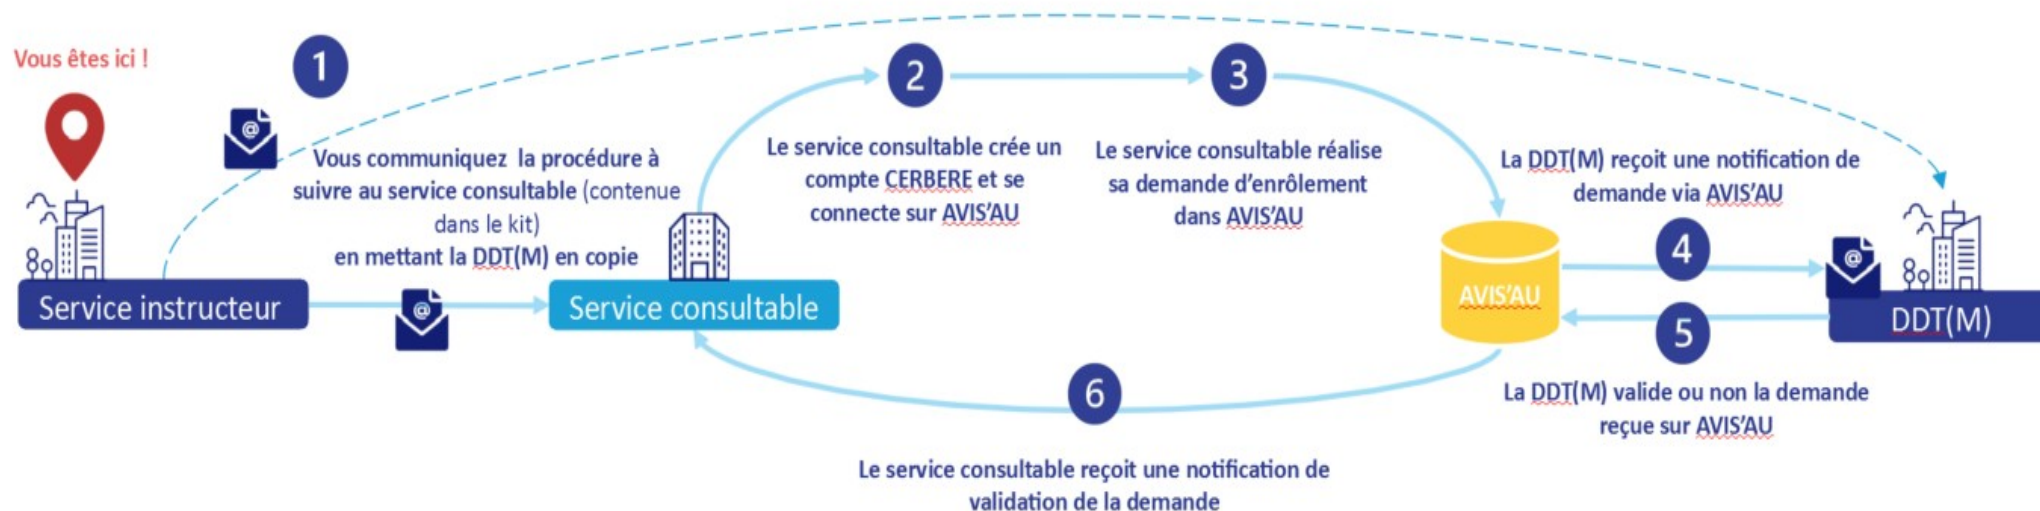 Vous êtes ici !
1
@
Vous communiquez la procédure à
suivre au service consultable (contenue
dans le kit)
en mettant la DDT(M) en copie
Service instructeur
@
Service consultable
2
Le service consultable crée un
compte CERBERE et se
connecte sur AVIS'AU
3
Le service consultable réalise
sa demande d'enrôlement
dans AVIS'AU
AVIS'AU
La DDT(M) reçoit une notification de
demande via AVIS'AU
4
@
DDT(M)
5
La DDT(M) valide ou non la demande
reçue sur AVIS'AU
6
Le service consultable reçoit une notification de
validation de la demande